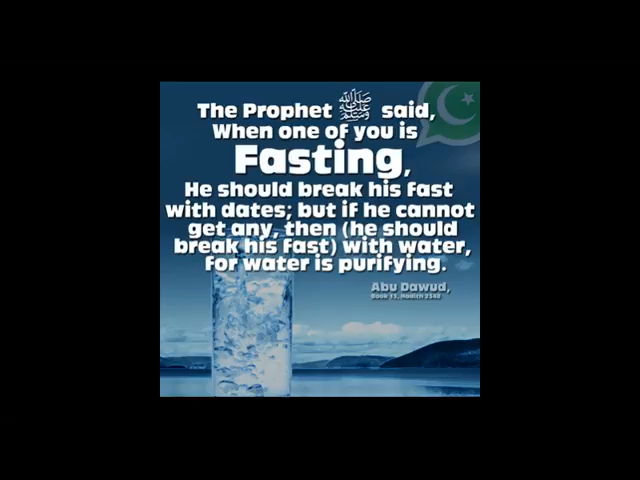 The Prophet ﷺ said,
When one of you is
Fasting,
He should break his fast
with dates; but if he cannot
get any, then (he should
break his fast) with water,
for water is purifying.
Abu Dawud,
Book 13, Hadith 2348